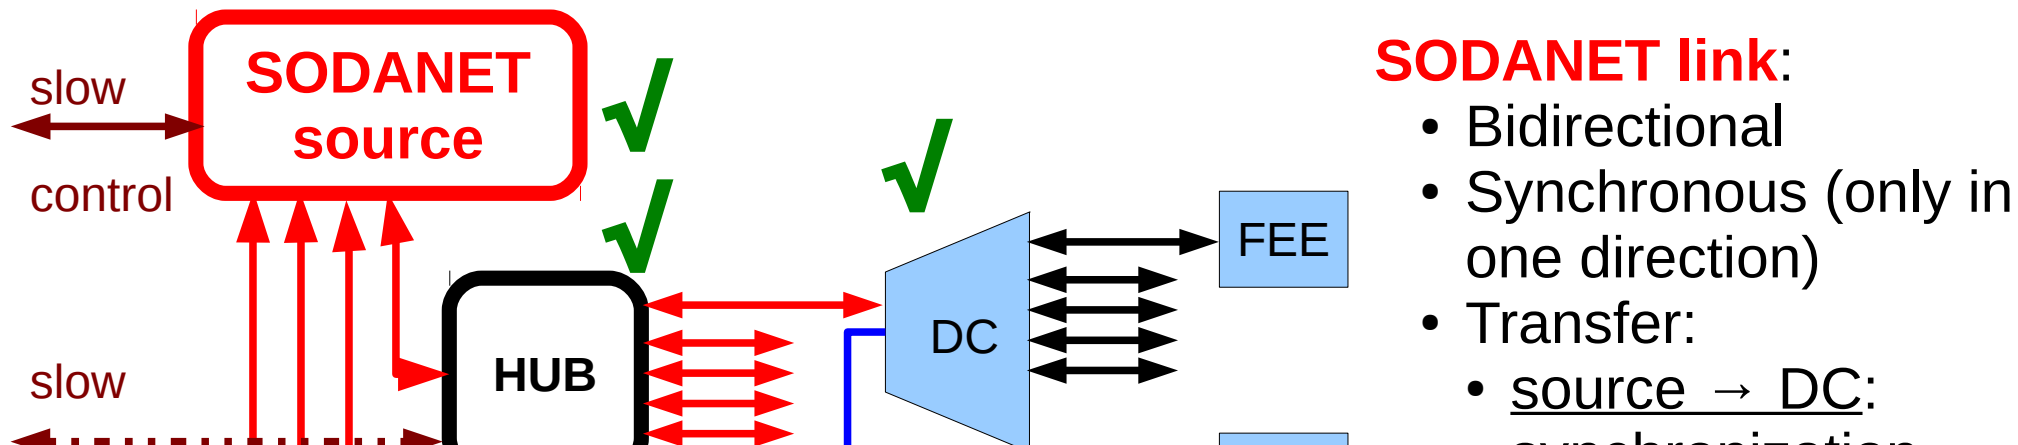 slow
control
SODANET
source
HUB
slow
DC
FEE
SODANET link:
• Bidirectional
• Synchronous (only in
one direction)
• Transfer:
• source → DC:
synchronization